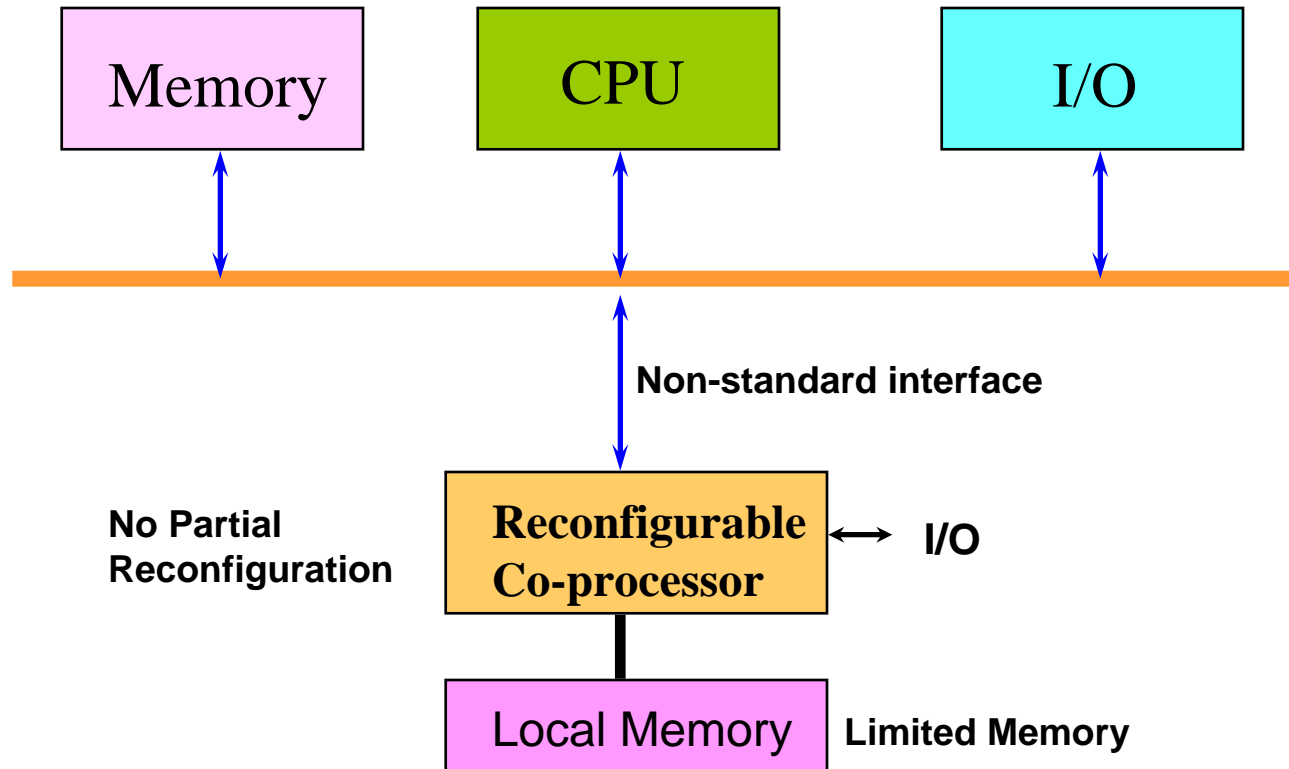 Memory
CPU
I/O
Non-standard interface
No Partial
Reconfiguration
Reconfigurable
Co-processor
I/O
Local Memory
Limited Memory